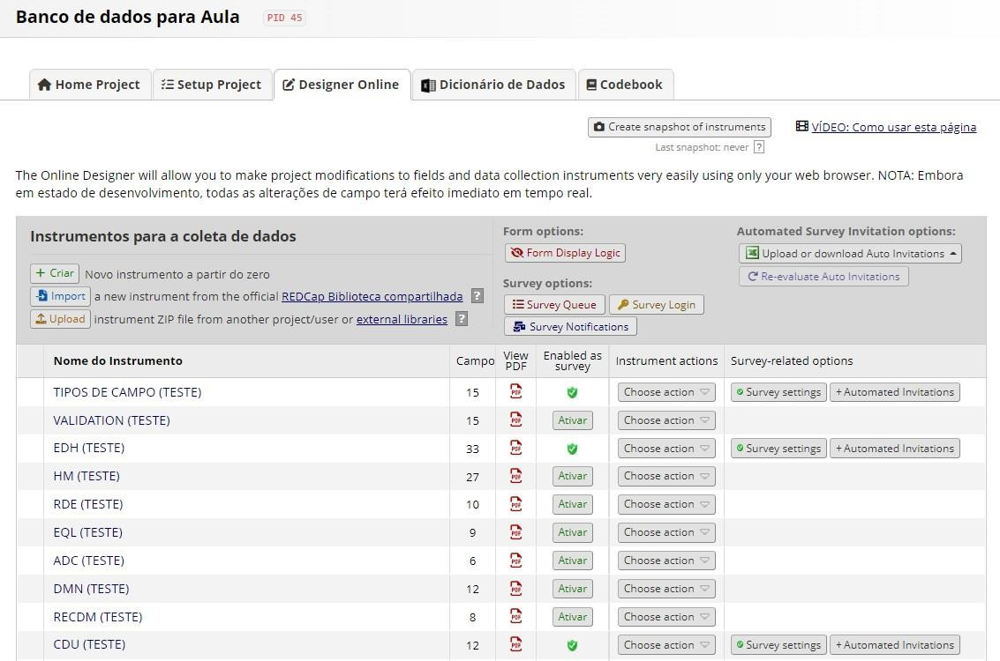 Banco de dados para Aula PID 45
Home Project Setup Project Designer Online Dicionário de Dados Codebook
Create snapshot of instruments VÍDEO: Como usar esta página
Last snapshot: never ?
The Online Designer will allow you to make project modifications to fields and data collection instruments very easily using only your web browser. NOTA: Embora
em estado de desenvolvimento, todas as alterações de campo terá efeito imediato em tempo real.
Instrumentos para a coleta de dados
+ Criar Novo instrumento a partir do zero
Import a new instrument from the official REDCap Biblioteca compartilhada ?
Upload instrument ZIP file from another project/user or external libraries ?
Form options:
Form Display Logic
Survey options:
Survey Queue Survey Login
Survey Notifications
Automated Survey Invitation options:
Upload or download Auto Invitations
Re-evaluate Auto Invitations
Nome do Instrumento Campo View PDF Enabled as survey Instrument actions Survey-related options
TIPOS DE CAMPO (TESTE) 15 PDF Choose action Survey settings + Automated Invitations
VALIDATION (TESTE) 15 PDF Ativar Choose action
EDH (TESTE) 33 PDF Choose action Survey settings + Automated Invitations
HM (TESTE) 27 PDF Ativar Choose action
RDE (TESTE) 10 PDF Ativar Choose action
EQL (TESTE) 9 PDF Ativar Choose action
ADC (TESTE) 6 PDF Ativar Choose action
DMN (TESTE) 12 PDF Ativar Choose action
RECDM (TESTE) 8 PDF Ativar Choose action
CDU (TESTE) 12 PDF Choose action Survey settings + Automated Invitations